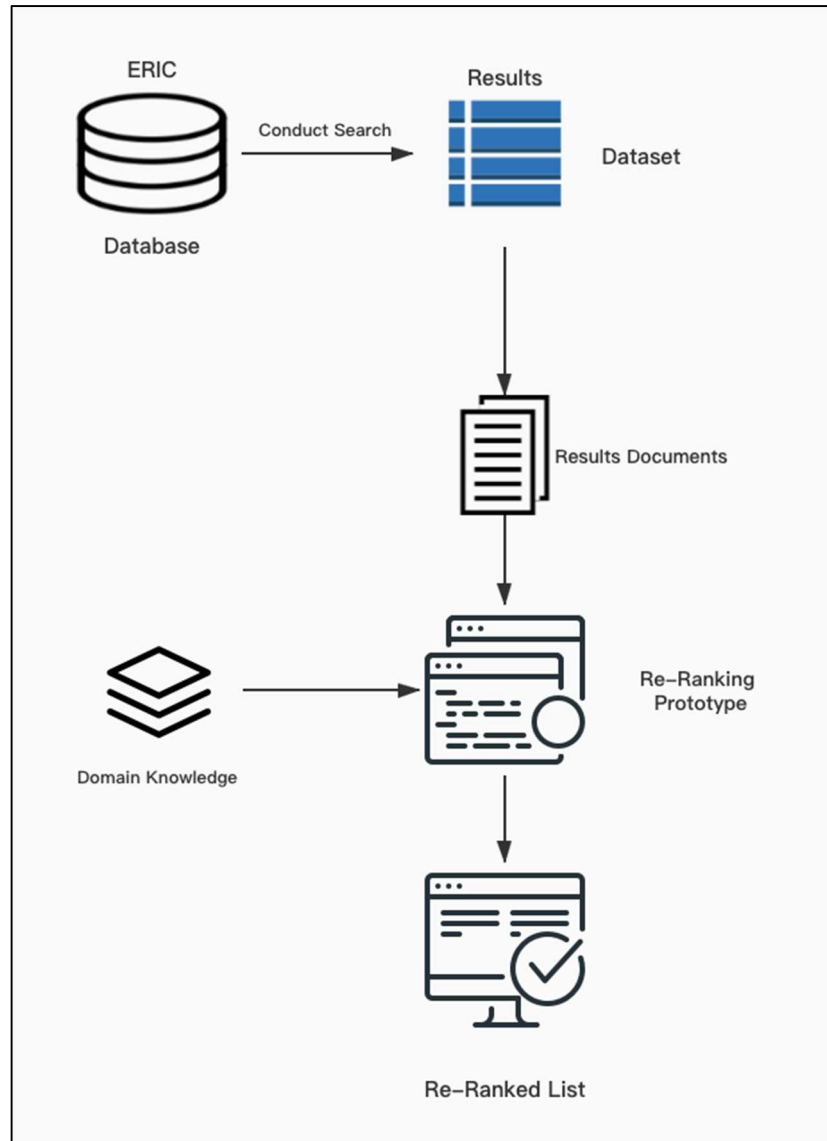 ERIC
Results
Conduct Search
Dataset
Database
Results Documents
Re-Ranking
Prototype
Domain Knowledge
Re-Ranked List